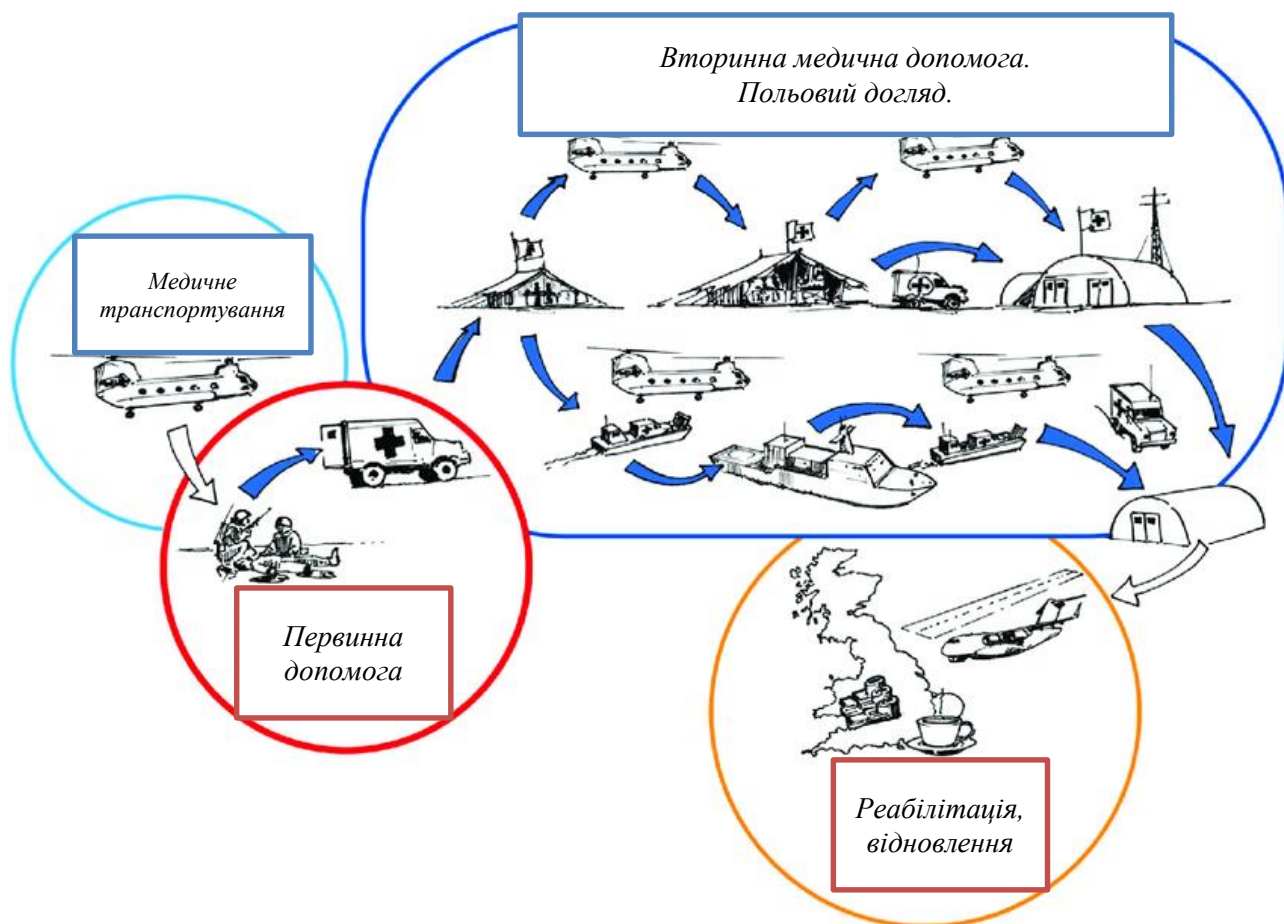 Вторинна медична допомога.
Польовий догляд.
Медичне
транспортування
Первинна
допомога
Реабілітація,
відновлення